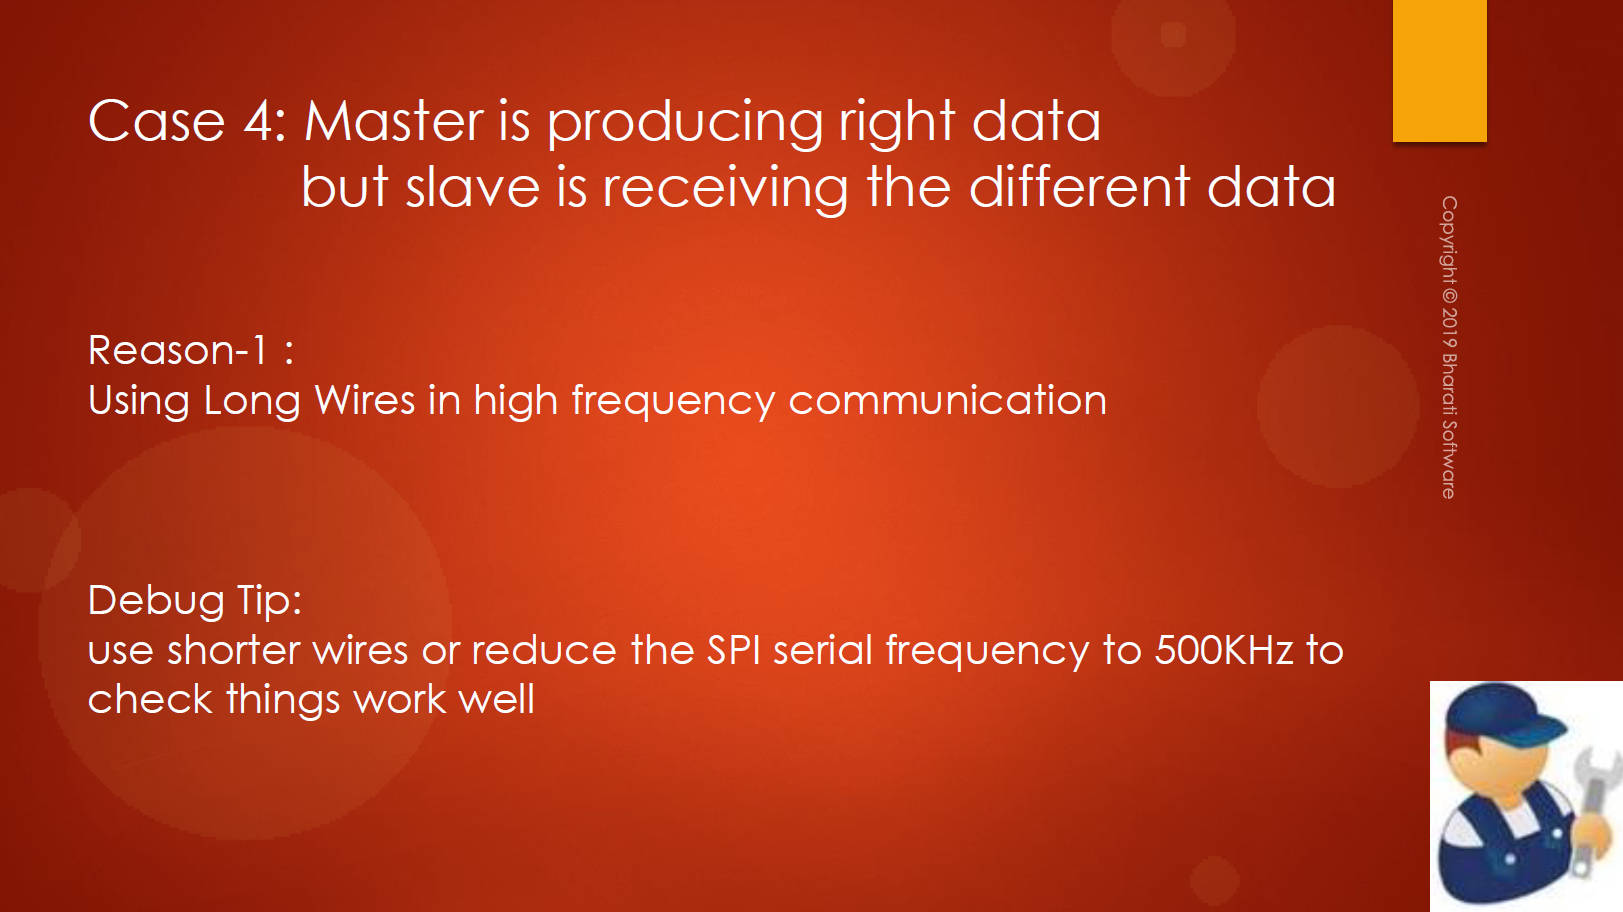 Case 4: Master is producing right data
but slave is receiving the different data
Reason-1 :
Using Long Wires in high frequency communication
Debug Tip:
use shorter wires or reduce the SPI serial frequency to 500KHz to
check things work well
Copyright © 2019 Bharati Software